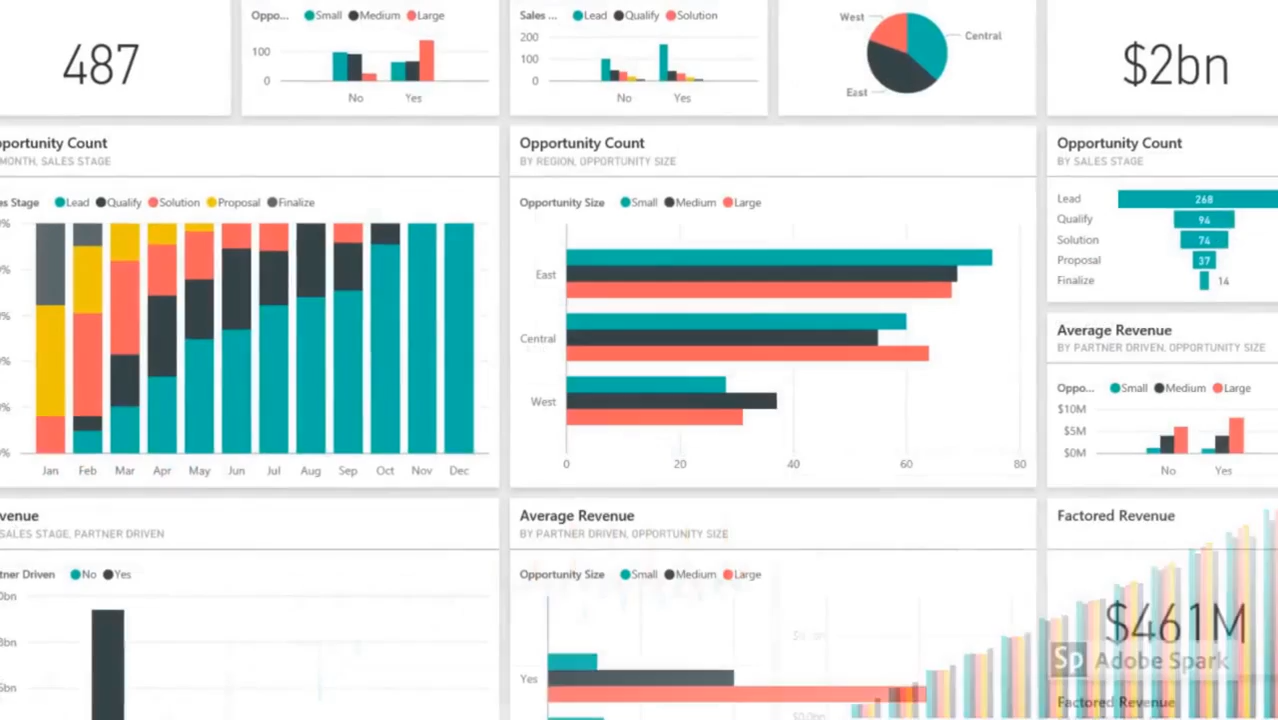 487
Oppo... Small Medium Large
100
0
No Yes
Sales ... Lead Qualify Solution
200
100
0
No Yes
West
Central
East
$2bn
pportunity Count
MONTH, SALES STAGE
es Stage Lead Qualify Solution Proposal Finalize
Jan Feb Mar Apr May Jun Jul Aug Sep Oct Nov Dec
Opportunity Count
BY REGION, OPPORTUNITY SIZE
Opportunity Size Small Medium Large
East
Central
West
0 20 40 60 80
Opportunity Count
BY SALES STAGE
Lead 268
Qualify 94
Solution 74
Proposal 37
Finalize 14
Average Revenue
BY PARTNER DRIVEN, OPPORTUNITY SIZE
Oppo... Small Medium Large
$10M
$5M
$0M
No Yes
venue
SALES STAGE, PARTNER DRIVEN
tner Driven No Yes
Average Revenue
BY PARTNER DRIVEN, OPPORTUNITY SIZE
Opportunity Size Small Medium Large
Yes
Factored Revenue
$461M
Sp Adobe Spark
Factored Revenue